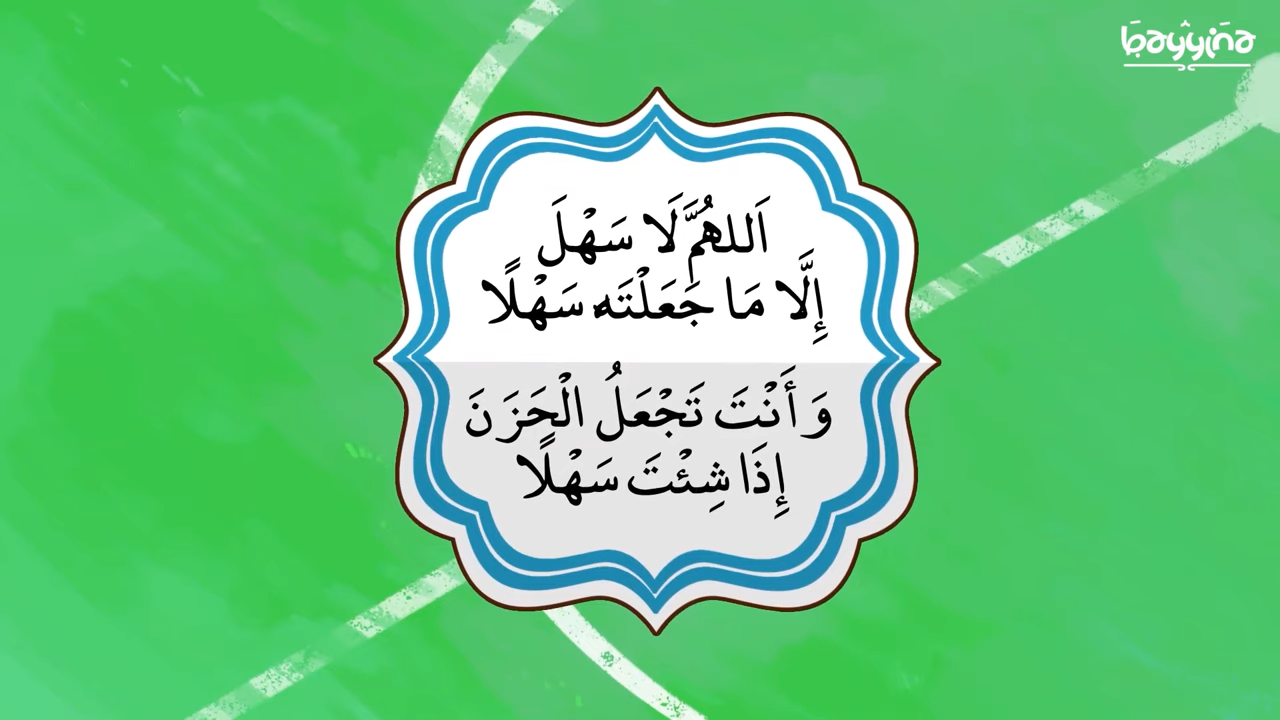 bayyina
اَللهُمَّ لَا سَهْلَ
إِلَّا مَا جَعَلْتَه سَهْلًا
وَأَنْتَ تَجْعَلُ الْحَزَنَ
إِذَا شِئْتَ سَهْلًا